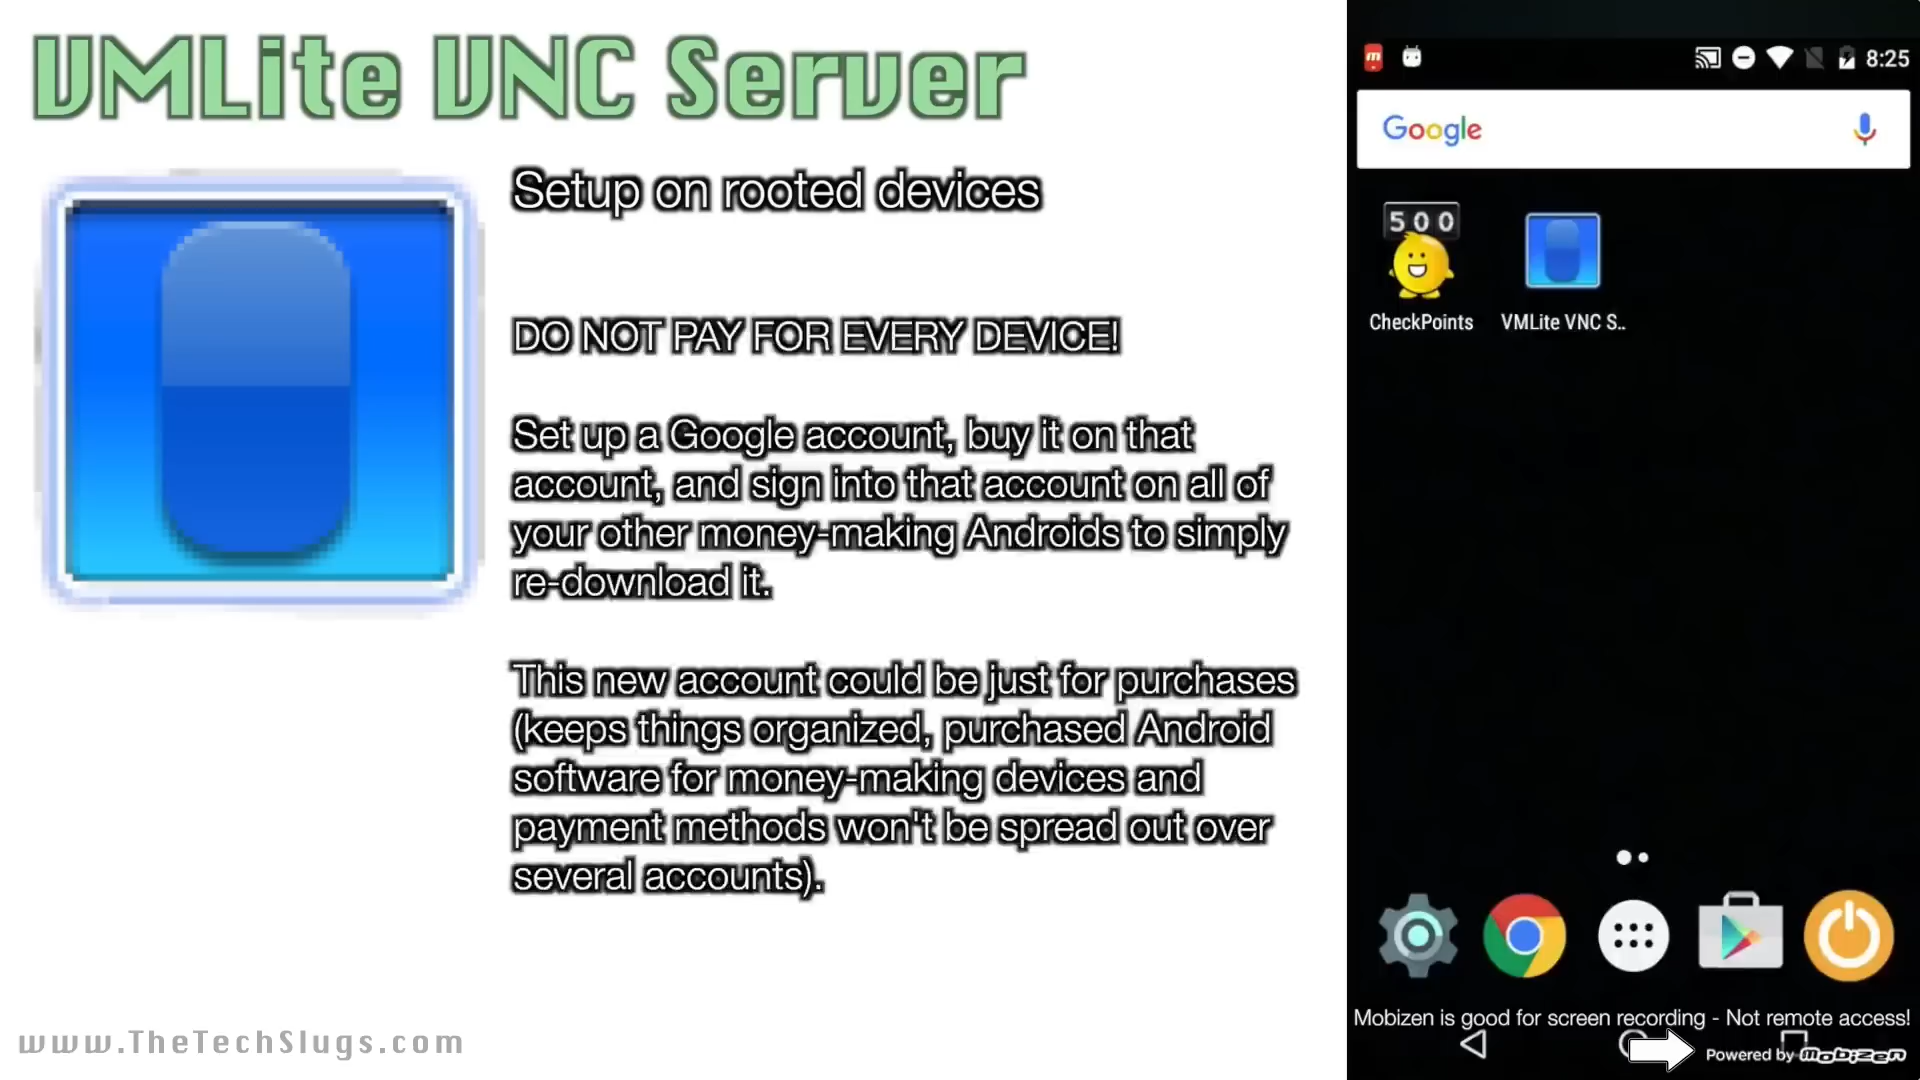 VMLite VNC Server
Setup on rooted devices
DO NOT PAY FOR EVERY DEVICE!
Set up a Google account, buy it on that
account, and sign into that account on all of
your other money-making Androids to simply
re-download it.
This new account could be just for purchases
(keeps things organized, purchased Android
software for money-making devices and
payment methods won't be spread out over
several accounts).
www.TheTechSlugs.com
m
8:25
Google
500
CheckPoints
VMLite VNC S..
Mobizen is good for screen recording - Not remote access!
Powered by mobizen